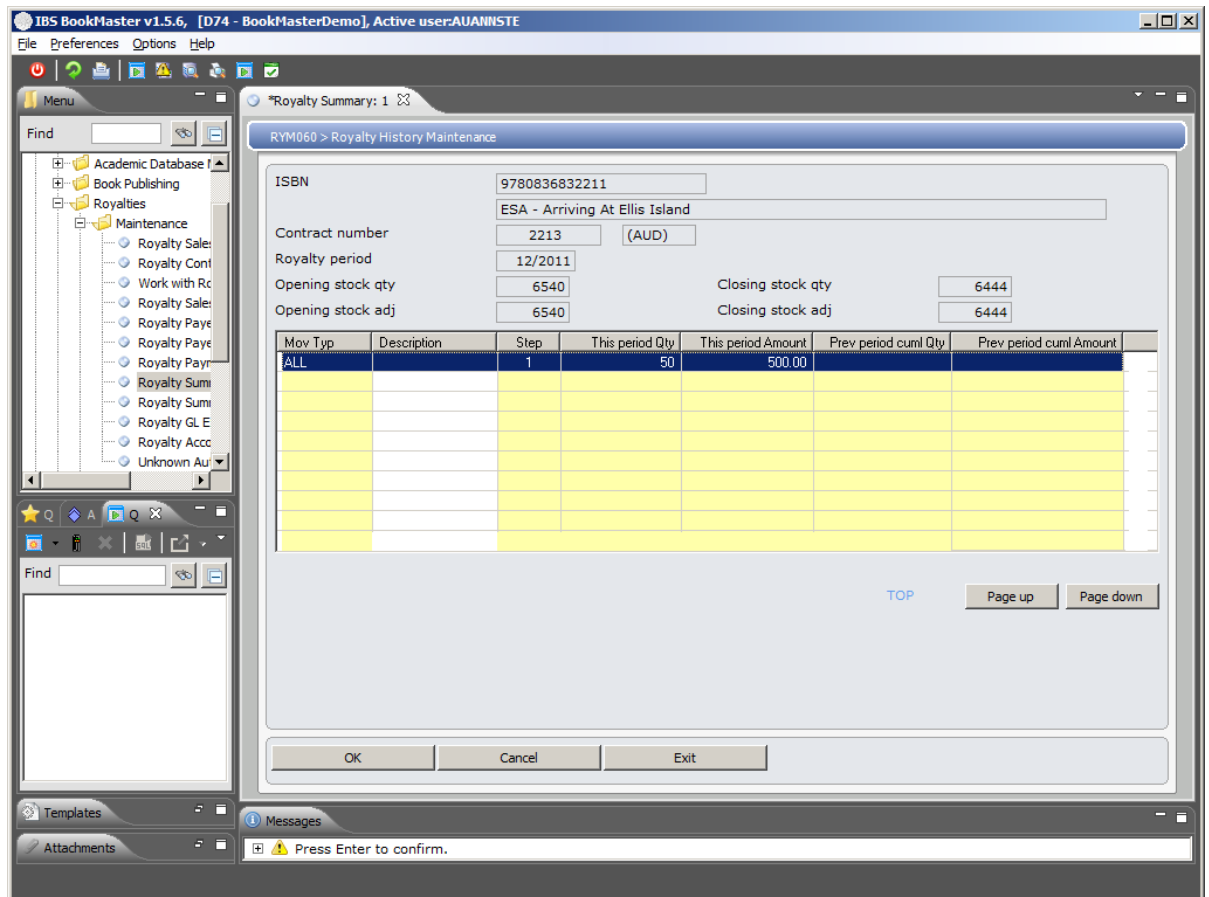 IBS BookMaster v1.5.6, [D74 - BookMasterDemo], Active user:AUANNSTE
File Preferences Options Help
Menu
*Royalty Summary: 1
Find
RYM060 > Royalty History Maintenance
Academic Database
Book Publishing
Royalties
Maintenance
Royalty Sale
Royalty Cont
Work with Ro
Royalty Sale
Royalty Paye
Royalty Paye
Royalty Paym
Royalty Sum
Royalty Sum
Royalty GL E
Royalty Acco
Unknown Au
ISBN 9780836832211
ESA - Arriving At Ellis Island
Contract number 2213 (AUD)
Royalty period 12/2011
Opening stock qty 6540 Closing stock qty 6444
Opening stock adj 6540 Closing stock adj 6444
Mov Typ Description Step This period Qty This period Amount Prev period cuml Qty Prev period cuml Amount
ALL 1 50 500.00
Q A Q
Find
TOP Page up Page down
OK Cancel Exit
Templates
Attachments
Messages
Press Enter to confirm.